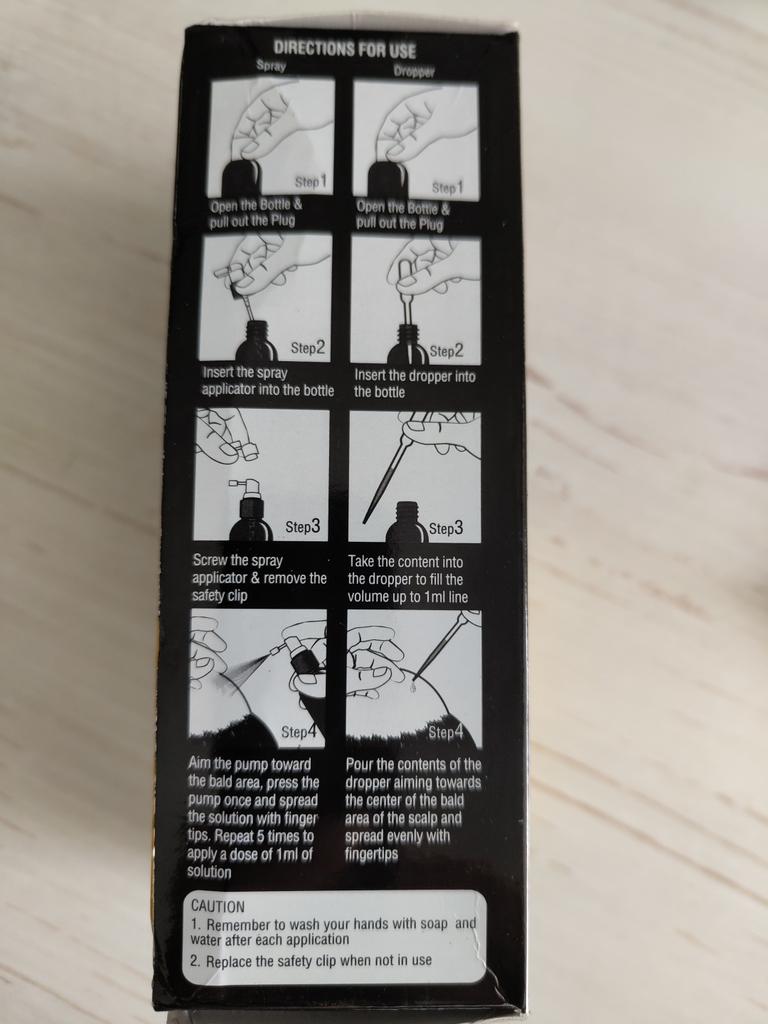 DIRECTIONS FOR USE
Spray
Step1
Open the Bottle &
pull out the Plug
Step2
Insert the spray
applicator into the bottle
Step3
Screw the spray
applicator & remove the
safety clip
Step4
Aim the pump toward
the bald area, press the
pump once and spread
the solution with finger
tips. Repeat 5 times to
apply a dose of 1ml of
solution
Dropper
Step1
Open the Bottle &
pull out the Plug
Step2
Insert the dropper into
the bottle
Step3
Take the content into
the dropper to fill the
volume up to 1ml line
Step4
Pour the contents of the
dropper aiming towards
the center of the bald
area of the scalp and
spread evenly with
fingertips
CAUTION
1. Remember to wash your hands with soap and
water after each application
2. Replace the safety clip when not in use